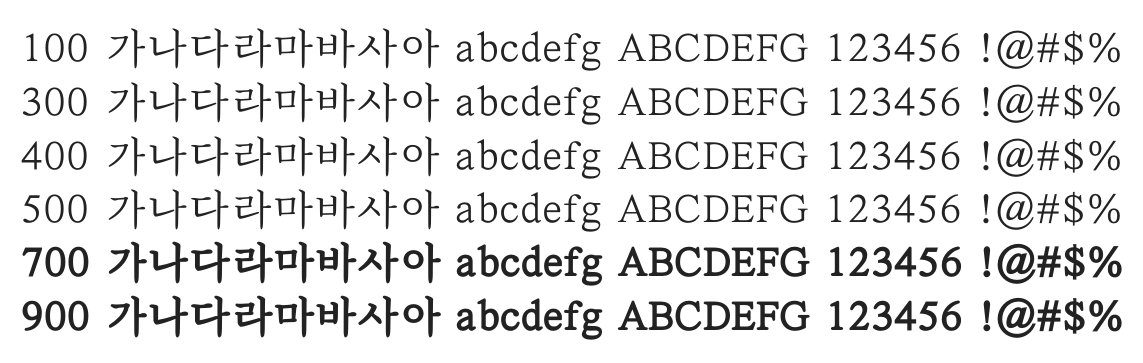 100 가나다라마바사아 abcdefg ABCDEFG 123456 !@#$%
300 가나다라마바사아 abcdefg ABCDEFG 123456 !@#$%
400 가나다라마바사아 abcdefg ABCDEFG 123456 !@#$%
500 가나다라마바사아 abcdefg ABCDEFG 123456 !@#$%
700 가나다라마바사아 abcdefg ABCDEFG 123456 !@#$%
900 가나다라마바사아 abcdefg ABCDEFG 123456 !@#$%